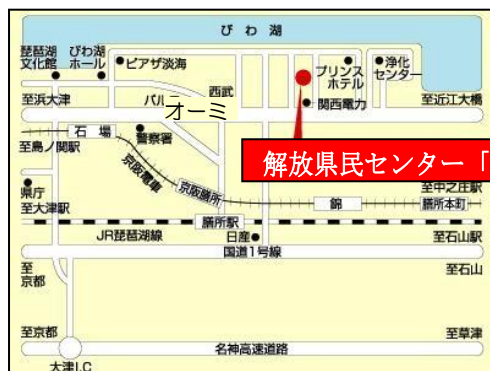 びわ湖
琵琶湖
文化館
びわ湖
ホール
ピアザ淡海
プリンス
ホテル
浄化
センター
至浜大津
パル
オーミ
西武
関西電力
至近江大橋
石場
警察署
至島ノ関駅
解放県民センター「
京阪電車
県庁
至大津駅
京阪膳所
錦
至中之庄駅
膳所本町
膳所駅
JR琵琶湖線
日産
至石山駅
国道1号線
至
京都
至石山
至京都
名神高速道路
至草津
大津I.C